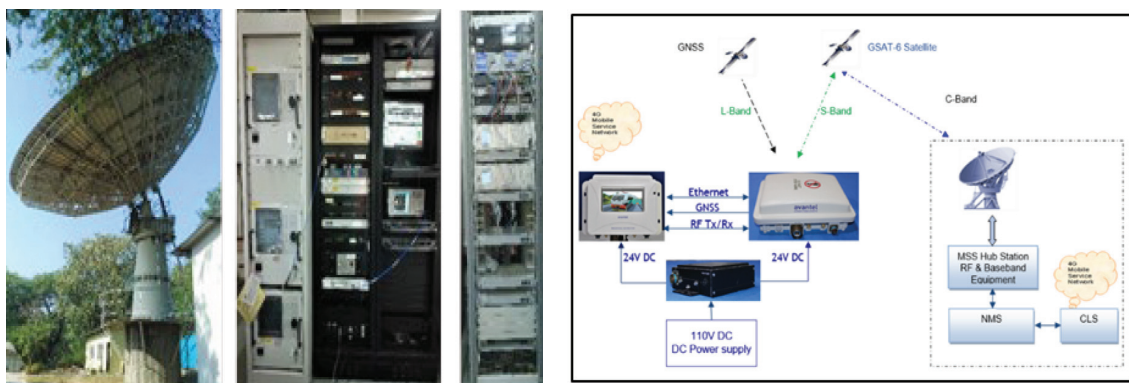 GNSS
GSAT-6 Satellite
C-Band
L-Band
S-Band
4G
Mobile
Service
Network
Ethernet
GNSS
RF Tx/Rx
avantel
24V DC
24V DC
110V DC
DC Power supply
MSS Hub Station
RF & Baseband
Equipment
4G
Mobile
Service
Network
NMS
CLS